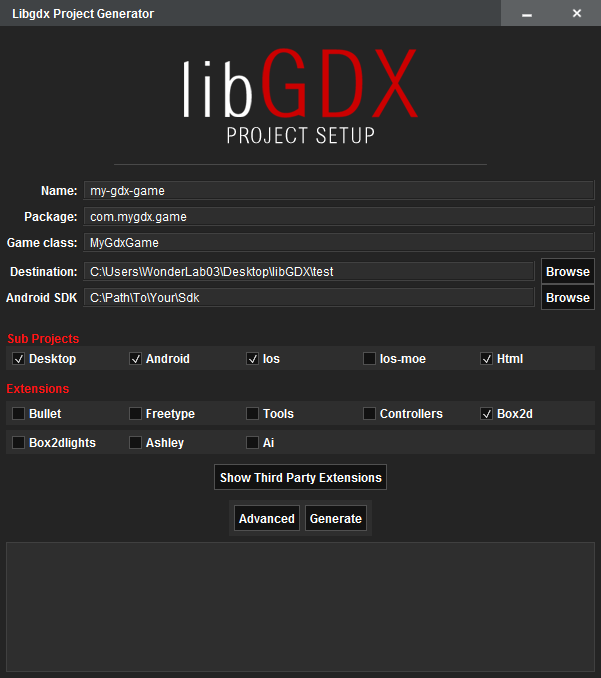 Libgdx Project Generator
libGDX
PROJECT SETUP
Name: my-gdx-game
Package: com.mygdx.game
Game class: MyGdxGame
Destination: C:\Users\WonderLab03\Desktop\libGDX\test Browse
Android SDK C:\Path\To\Your\Sdk Browse
Sub Projects
Desktop Android Ios Ios-moe Html
Extensions
Bullet Freetype Tools Controllers Box2d
Box2dlights Ashley Ai
Show Third Party Extensions
Advanced Generate